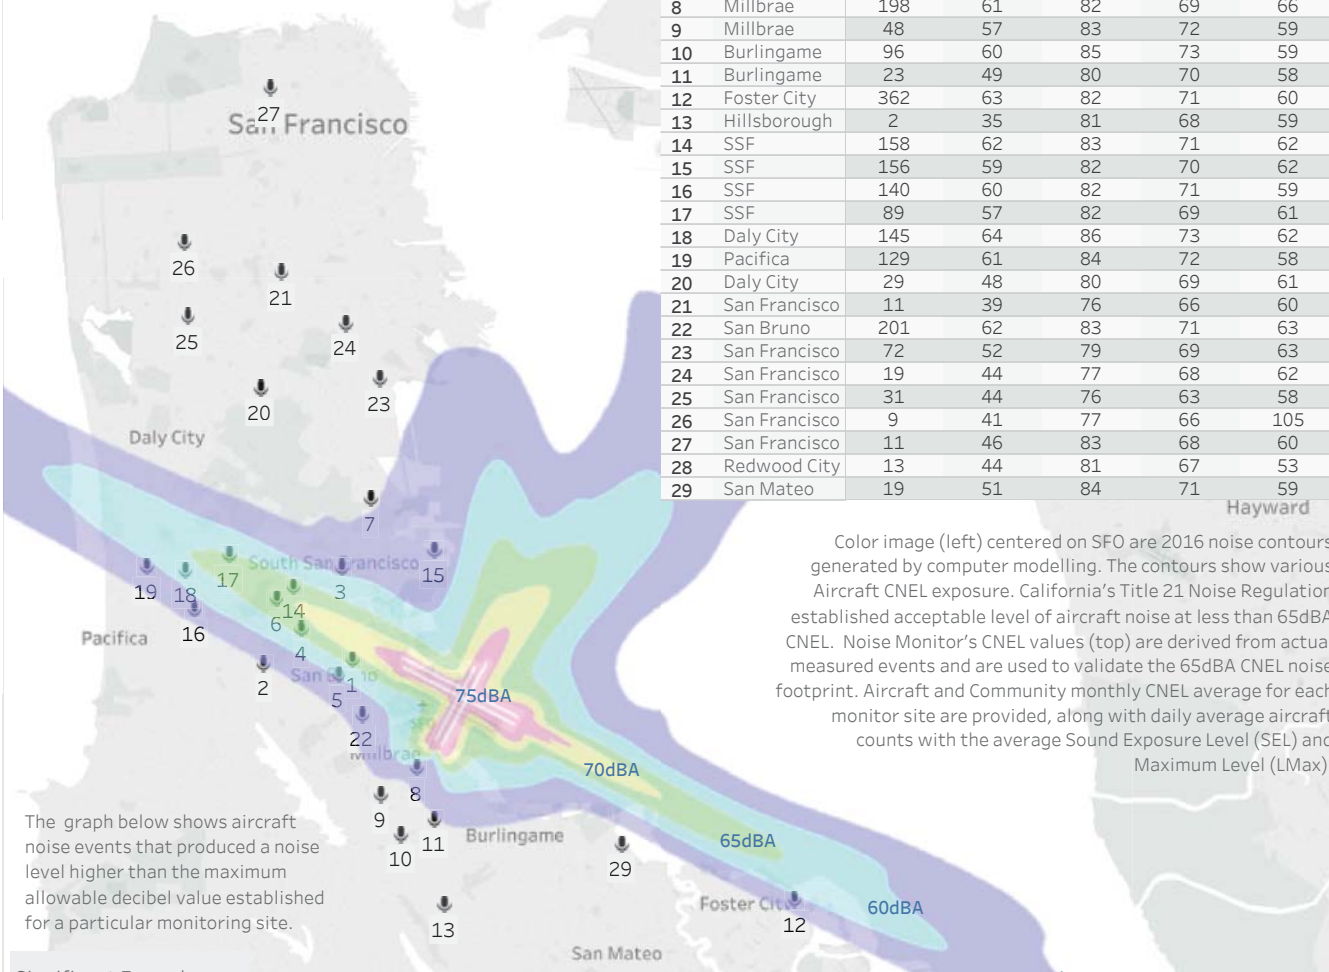 8 Millbrae 198 61 82 69 66
9 Millbrae 48 57 83 72 59
10 Burlingame 96 60 85 73 59
11 Burlingame 23 49 80 70 58
12 Foster City 362 63 82 71 60
13 Hillsborough 2 35 81 68 59
14 SSF 158 62 83 71 62
15 SSF 156 59 82 70 62
16 SSF 140 60 82 71 59
17 SSF 89 57 82 69 61
18 Daly City 145 64 86 73 62
19 Pacifica 129 61 84 72 58
20 Daly City 29 48 80 69 61
21 San Francisco 11 39 76 66 60
22 San Bruno 201 62 83 71 63
23 San Francisco 72 52 79 69 63
24 San Francisco 19 44 77 68 62
25 San Francisco 31 44 76 63 58
26 San Francisco 9 41 77 66 105
27 San Francisco 11 46 83 68 60
28 Redwood City 13 44 81 67 53
29 San Mateo 19 51 84 71 59
27
San Francisco
26
21
25
24
20
23
Daly City
7
South San Francisco
15
17
3
19
18
14
6
16
Pacifica
4
2
San Bruno
1
5
75dBA
22
Millbrae
70dBA
8
9
11
10
Burlingame
65dBA
29
13
Foster City
12
60dBA
San Mateo
Hayward
Color image (left) centered on SFO are 2016 noise contours
generated by computer modelling. The contours show various
Aircraft CNEL exposure. California's Title 21 Noise Regulation
established acceptable level of aircraft noise at less than 65dBA
CNEL. Noise Monitor's CNEL values (top) are derived from actual
measured events and are used to validate the 65dBA CNEL noise
footprint. Aircraft and Community monthly CNEL average for each
monitor site are provided, along with daily average aircraft
counts with the average Sound Exposure Level (SEL) and
Maximum Level (LMax)
The graph below shows aircraft
noise events that produced a noise
level higher than the maximum
allowable decibel value established
for a particular monitoring site.